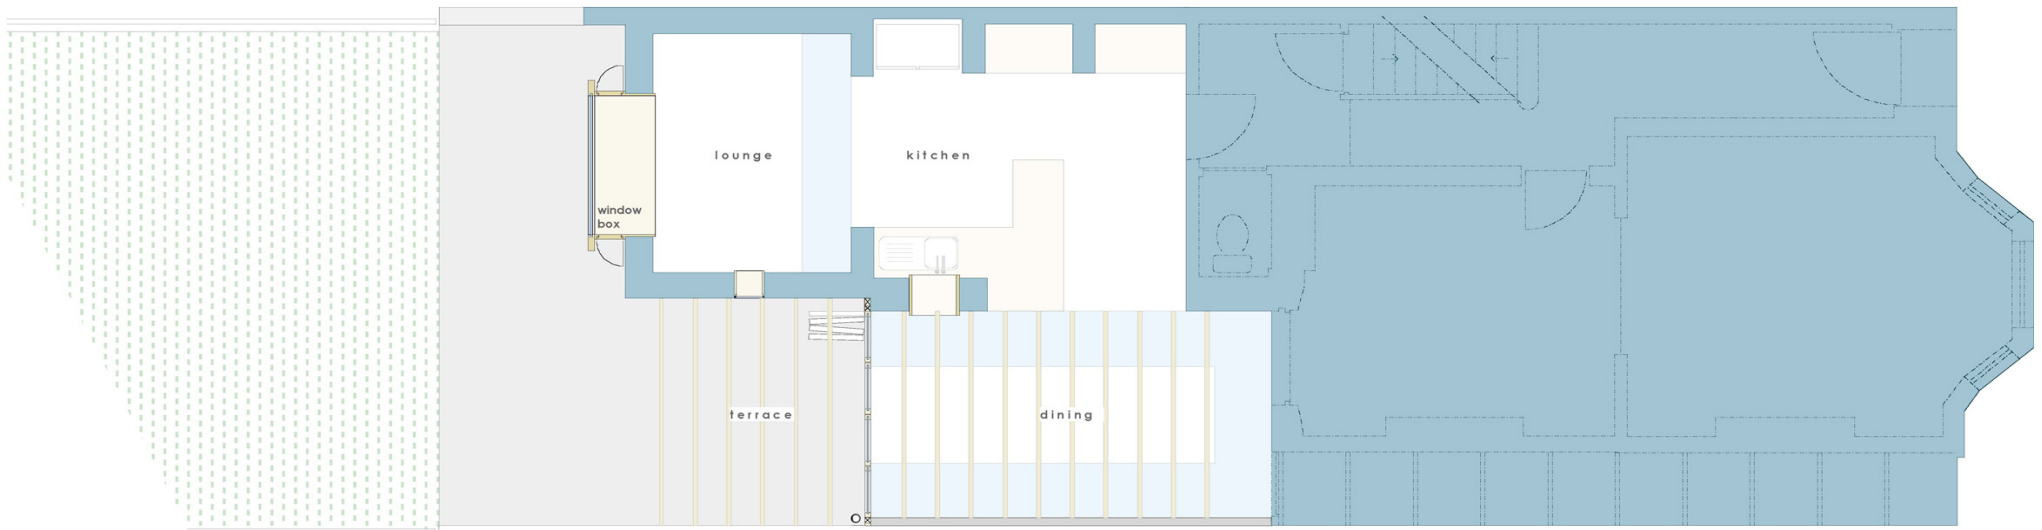 lounge
kitchen
window
box
terrace
dining